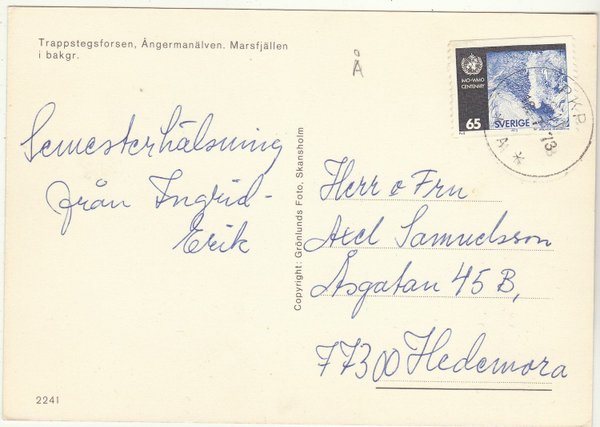 Trappstegsforsen, Ångermanälven. Marsfjällen
i bakgr.
Å
IMO-WMO
CENTENARY
65 SVERIGE
Semesterhälsning
från Ingrid-
Erik
Copyright: Grönlunds Foto, Skansholm
Herr o Fru
Axel Samuelsson
Åsgatan 45 B,
77300 Hedemora
2241